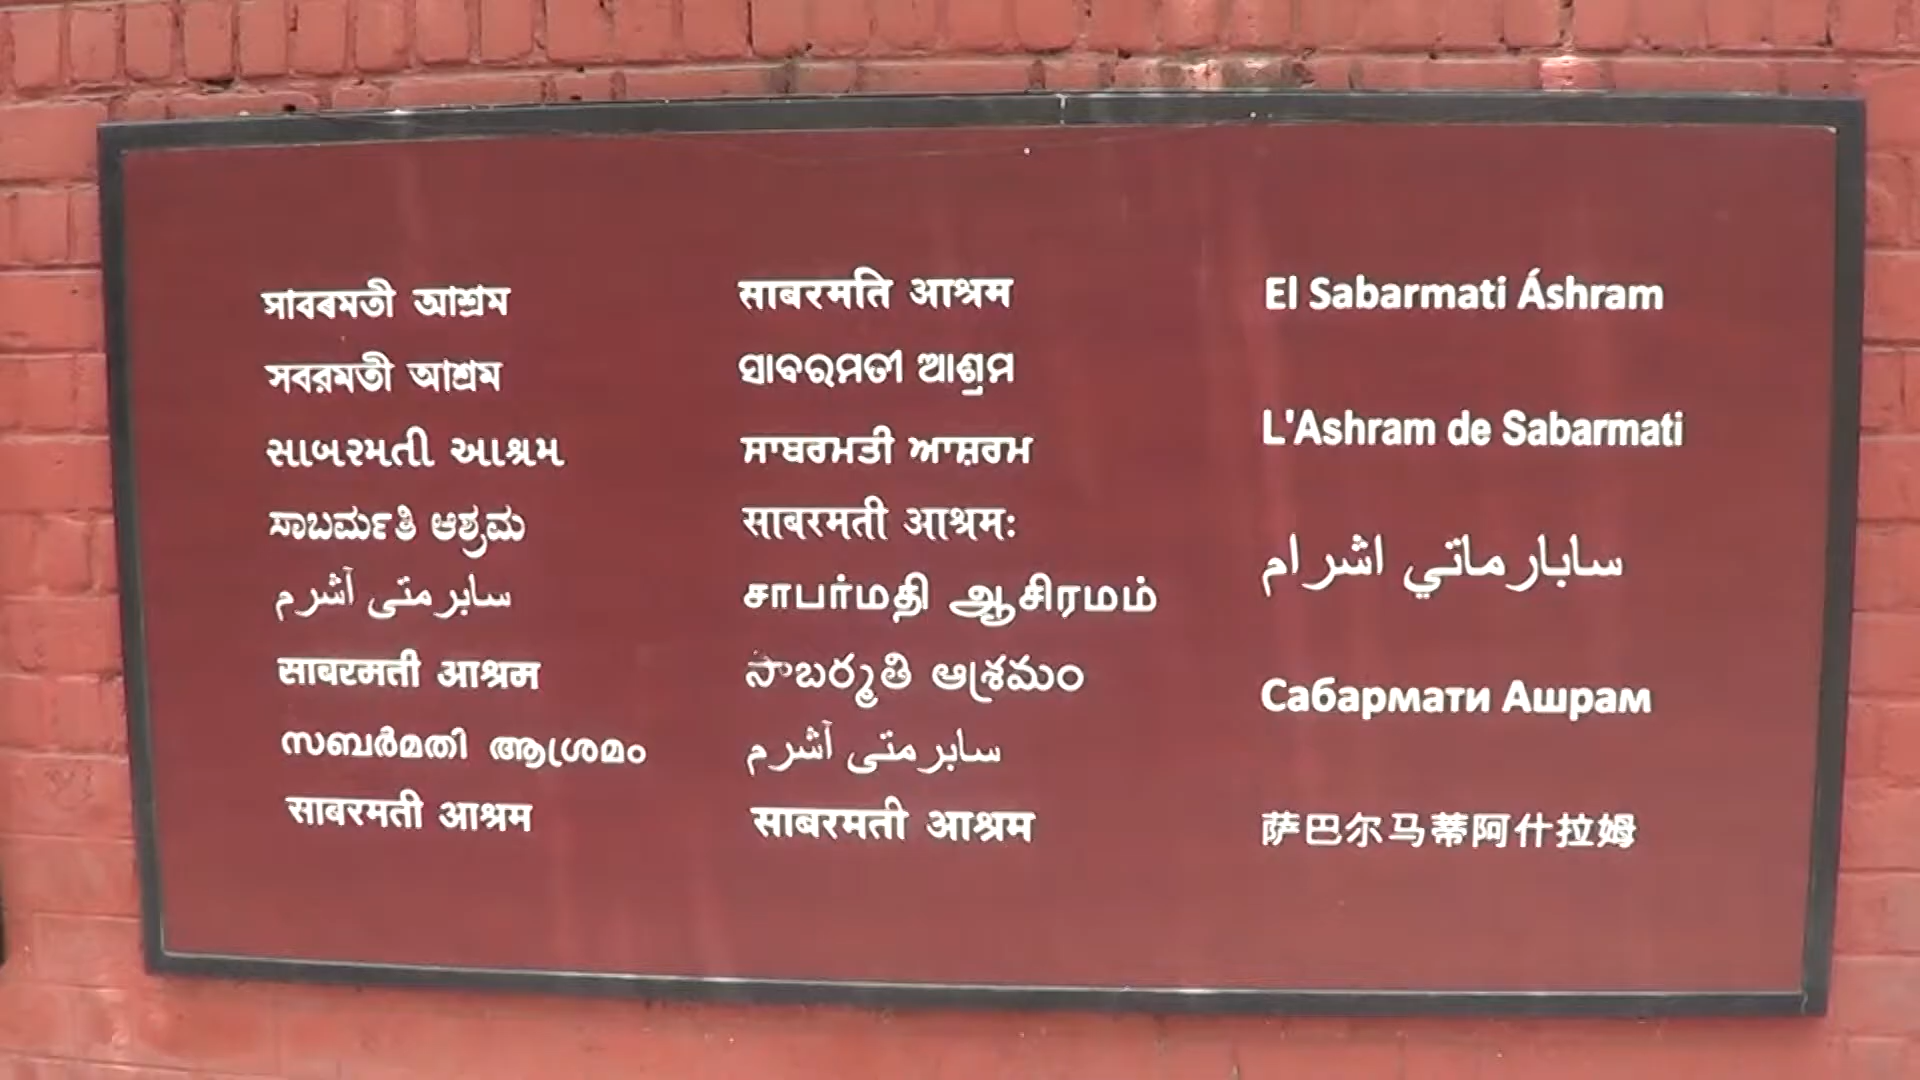 সাবৰমতী আশ্ৰম
সবরমতী আশ্রম
સાબરમતી આશ્રમ
ಸಾಬರ್ಮತಿ ಆಶ್ರಮ
سابرمتی آشرم
साबरमती आश्रम
സബർമതി ആശ്രമം
साबरमती आश्रम
साबरमति आश्रम
ସାବରମତୀ ଆଶ୍ରମ
ਸਾਬਰਮਤੀ ਆਸ਼ਰਮ
साबरमती आश्रमः
சாபர்மதி ஆசிரமம்
సాబర్మతి ఆశ్రమం
سابرمتی آشرم
साबरमती आश्रम
El Sabarmati Áshram
L'Ashram de Sabarmati
سابارماتي اشرام
Сабармати Ашрам
萨巴尔马蒂阿什拉姆